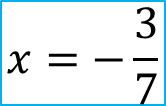 x = -3/7